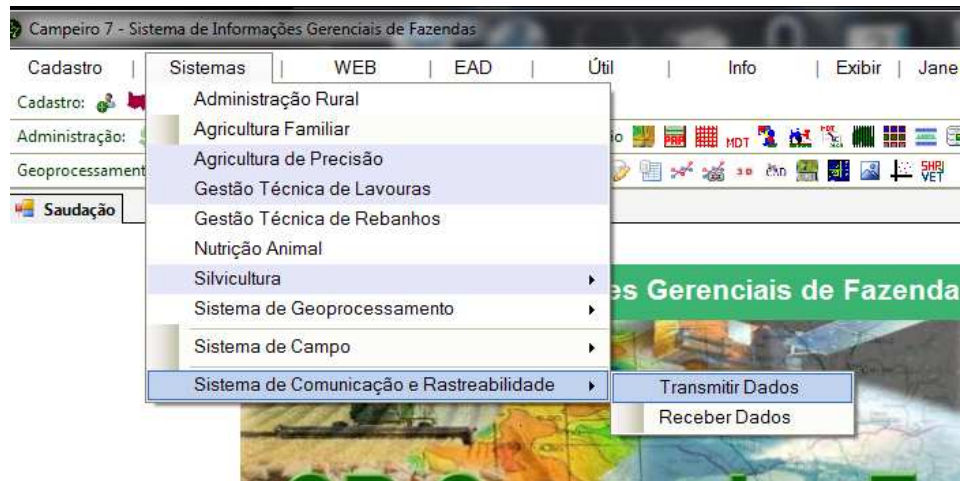 Campeiro 7 - Sistema de Informações Gerenciais de Fazendas
Cadastro | Sistemas | WEB | EAD | Útil | Info | Exibir | Jane
Cadastro:
Administração:
MDT
Geoprocessament
3D
SHP
VET
Saudação
Administração Rural
Agricultura Familiar
Agricultura de Precisão
Gestão Técnica de Lavouras
Gestão Técnica de Rebanhos
Nutrição Animal
Silvicultura
Sistema de Geoprocessamento
Sistema de Campo
Sistema de Comunicação e Rastreabilidade
Transmitir Dados
Receber Dados
es Gerenciais de Fazenda